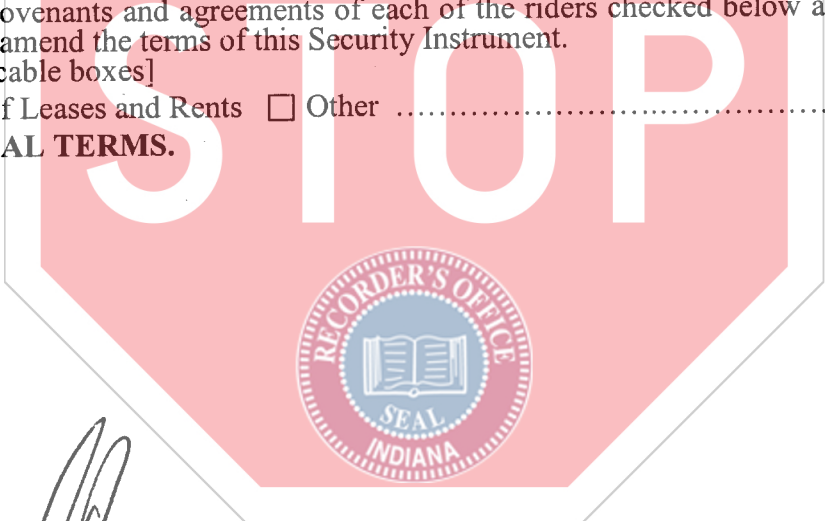 ovenants and agreements of each of the riders checked below a
amend the terms of this Security Instrument.
cable boxes]
f Leases and Rents ☐ Other ........................................................
AL TERMS.
STOP
RECORDER'S OFFICE
SEAL
INDIANA